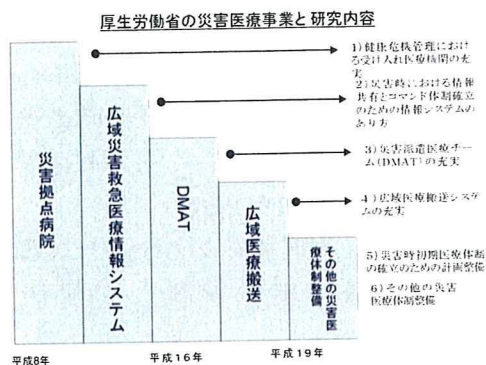 厚生労働省の災害医療事業と研究内容
1)健康危機管理におけ
る受け入れ医療機関の充
実
2)災害時における情報
共有とコマンド体制確立
のための情報システムの
あり方
3)災害派遣医療チー
ム(DMAT)の充実
4)広域医療搬送システ
ムの充実
5)災害時初期医療体制
の確立のための計画整備
6)その他の災害
医療体制整備
災害拠点病院
広域災害救急医療情報システム
DMAT
広域医療搬送
その他の災害医
療体制整備
平成8年
平成16年
平成19年